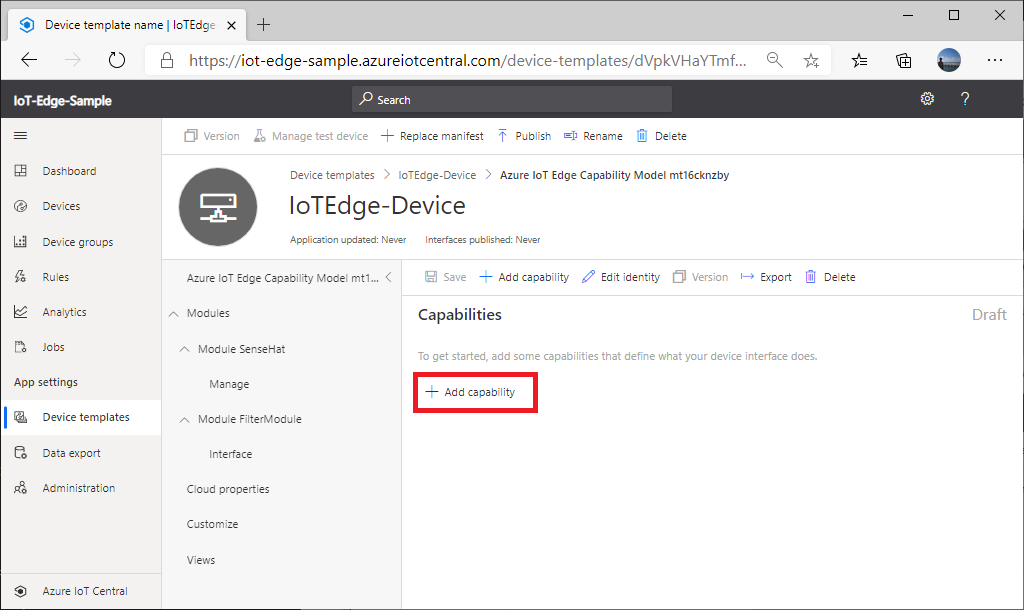 Device template name | IoTEdge
https://iot-edge-sample.azureiotcentral.com/device-templates/dVpkVHaYTmf...
IoT-Edge-Sample
Search
?
Version
Manage test device
Replace manifest
Publish
Rename
Delete
Dashboard
Devices
Device groups
Rules
Analytics
Jobs
App settings
Device templates
Data export
Administration
Azure IoT Central
Device templates > IoTEdge-Device > Azure IoT Edge Capability Model mt16cknzby
IoTEdge-Device
Application updated: Never Interfaces published: Never
Azure IoT Edge Capability Model mt1...
Modules
Module SenseHat
Manage
Module FilterModule
Interface
Cloud properties
Customize
Views
Save
Add capability
Edit identity
Version
Export
Delete
Capabilities
Draft
To get started, add some capabilities that define what your device interface does.
Add capability